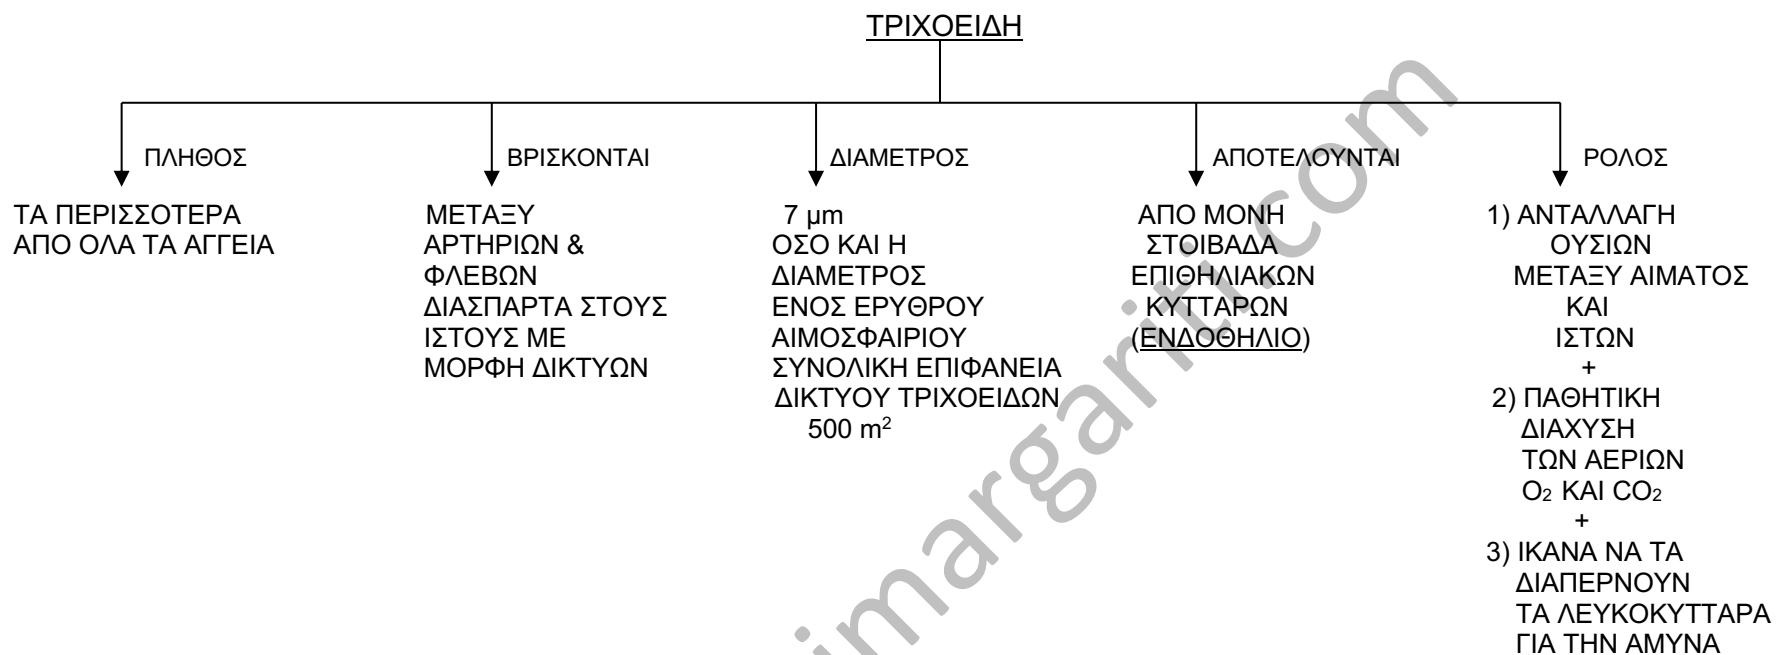 ΤΡΙΧΟΕΙΔΗ
ΠΛΗΘΟΣ
ΤΑ ΠΕΡΙΣΣΟΤΕΡΑ
ΑΠΟ ΟΛΑ ΤΑ ΑΓΓΕΙΑ
ΒΡΙΣΚΟΝΤΑΙ
ΜΕΤΑΞΥ
ΑΡΤΗΡΙΩΝ &
ΦΛΕΒΩΝ
ΔΙΑΣΠΑΡΤΑ ΣΤΟΥΣ
ΙΣΤΟΥΣ ΜΕ
ΜΟΡΦΗ ΔΙΚΤΥΩΝ
ΔΙΑΜΕΤΡΟΣ
7 μm
ΟΣΟ ΚΑΙ Η
ΔΙΑΜΕΤΡΟΣ
ΕΝΟΣ ΕΡΥΘΡΟΥ
ΑΙΜΟΣΦΑΙΡΙΟΥ
ΣΥΝΟΛΙΚΗ ΕΠΙΦΑΝΕΙΑ
ΔΙΚΤΥΟΥ ΤΡΙΧΟΕΙΔΩΝ
500 m²
ΑΠΟΤΕΛΟΥΝΤΑΙ
ΑΠΟ ΜΟΝΗ
ΣΤΟΙΒΑΔΑ
ΕΠΙΘΗΛΙΑΚΩΝ
ΚΥΤΤΑΡΩΝ
(ΕΝΔΟΘΗΛΙΟ)
ΡΟΛΟΣ
1) ΑΝΤΑΛΛΑΓΗ
ΟΥΣΙΩΝ
ΜΕΤΑΞΥ ΑΙΜΑΤΟΣ
ΚΑΙ
ΙΣΤΩΝ
+
2) ΠΑΘΗΤΙΚΗ
ΔΙΑΧΥΣΗ
ΤΩΝ ΑΕΡΙΩΝ
O₂ ΚΑΙ CO₂
+
3) ΙΚΑΝΑ ΝΑ ΤΑ
ΔΙΑΠΕΡΝΟΥΝ
ΤΑ ΛΕΥΚΟΚΥΤΤΑΡΑ
ΓΙΑ ΤΗΝ ΑΜΥΝΑ
imargariti.com